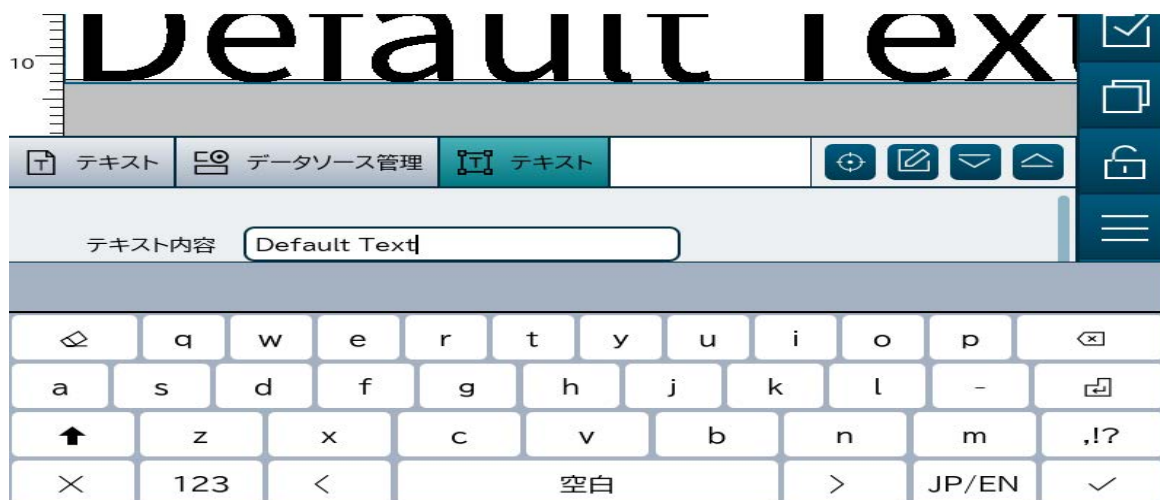 Default Text
10
テキスト データソース管理 テキスト
テキスト内容 Default Text
q w e r t y u i o p
a s d f g h j k l -
z x c v b n m ,!?
123 < 空白 > JP/EN